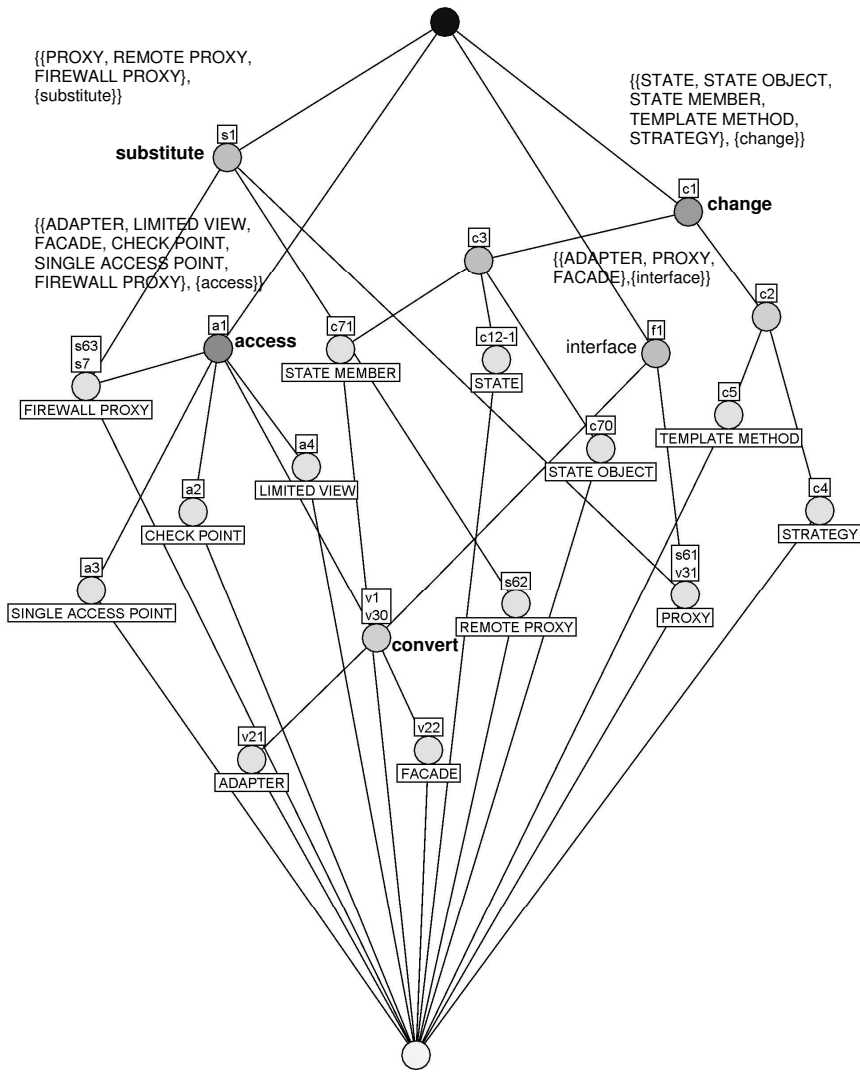 {{PROXY, REMOTE PROXY,
FIREWALL PROXY},
{substitute}}
{{STATE, STATE OBJECT,
STATE MEMBER,
TEMPLATE METHOD,
STRATEGY}, {change}}
s1
substitute
c1
change
{{ADAPTER, LIMITED VIEW,
FACADE, CHECK POINT,
SINGLE ACCESS POINT,
FIREWALL PROXY}, {access}}
c3
{{ADAPTER, PROXY,
FACADE},{interface}}
c2
s63
s7
FIREWALL PROXY
a1
access
c71
STATE MEMBER
c12-1
STATE
f1
interface
c5
TEMPLATE METHOD
c70
STATE OBJECT
a4
LIMITED VIEW
a2
CHECK POINT
c4
STRATEGY
a3
SINGLE ACCESS POINT
v1
v30
convert
s62
REMOTE PROXY
s61
v31
PROXY
v21
ADAPTER
v22
FACADE